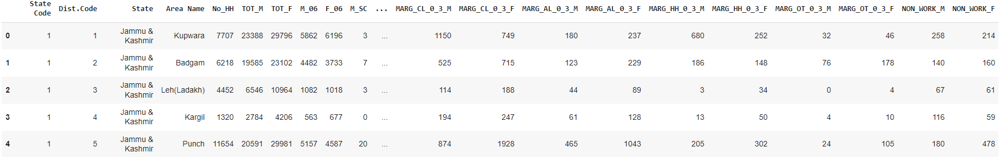 State Code Dist.Code State Area Name No_HH TOT_M TOT_F M_06 F_06 M_SC ... MARG_CL_0_3_M MARG_CL_0_3_F MARG_AL_0_3_M MARG_AL_0_3_F MARG_HH_0_3_M MARG_HH_0_3_F MARG_OT_0_3_M MARG_OT_0_3_F NON_WORK_M NON_WORK_F
0 1 1 Jammu & Kashmir Kupwara 7707 23388 29796 5862 6196 3 ... 1150 749 180 237 680 252 32 46 258 214
1 1 2 Jammu & Kashmir Badgam 6218 19585 23102 4482 3733 7 ... 525 715 123 229 186 148 76 178 140 160
2 1 3 Jammu & Kashmir Leh(Ladakh) 4452 6546 10964 1082 1018 3 ... 114 188 44 89 3 34 0 4 67 61
3 1 4 Jammu & Kashmir Kargil 1320 2784 4206 563 677 0 ... 194 247 61 128 13 50 4 10 116 59
4 1 5 Jammu & Kashmir Punch 11654 20591 29981 5157 4587 20 ... 874 1928 465 1043 205 302 24 105 180 478